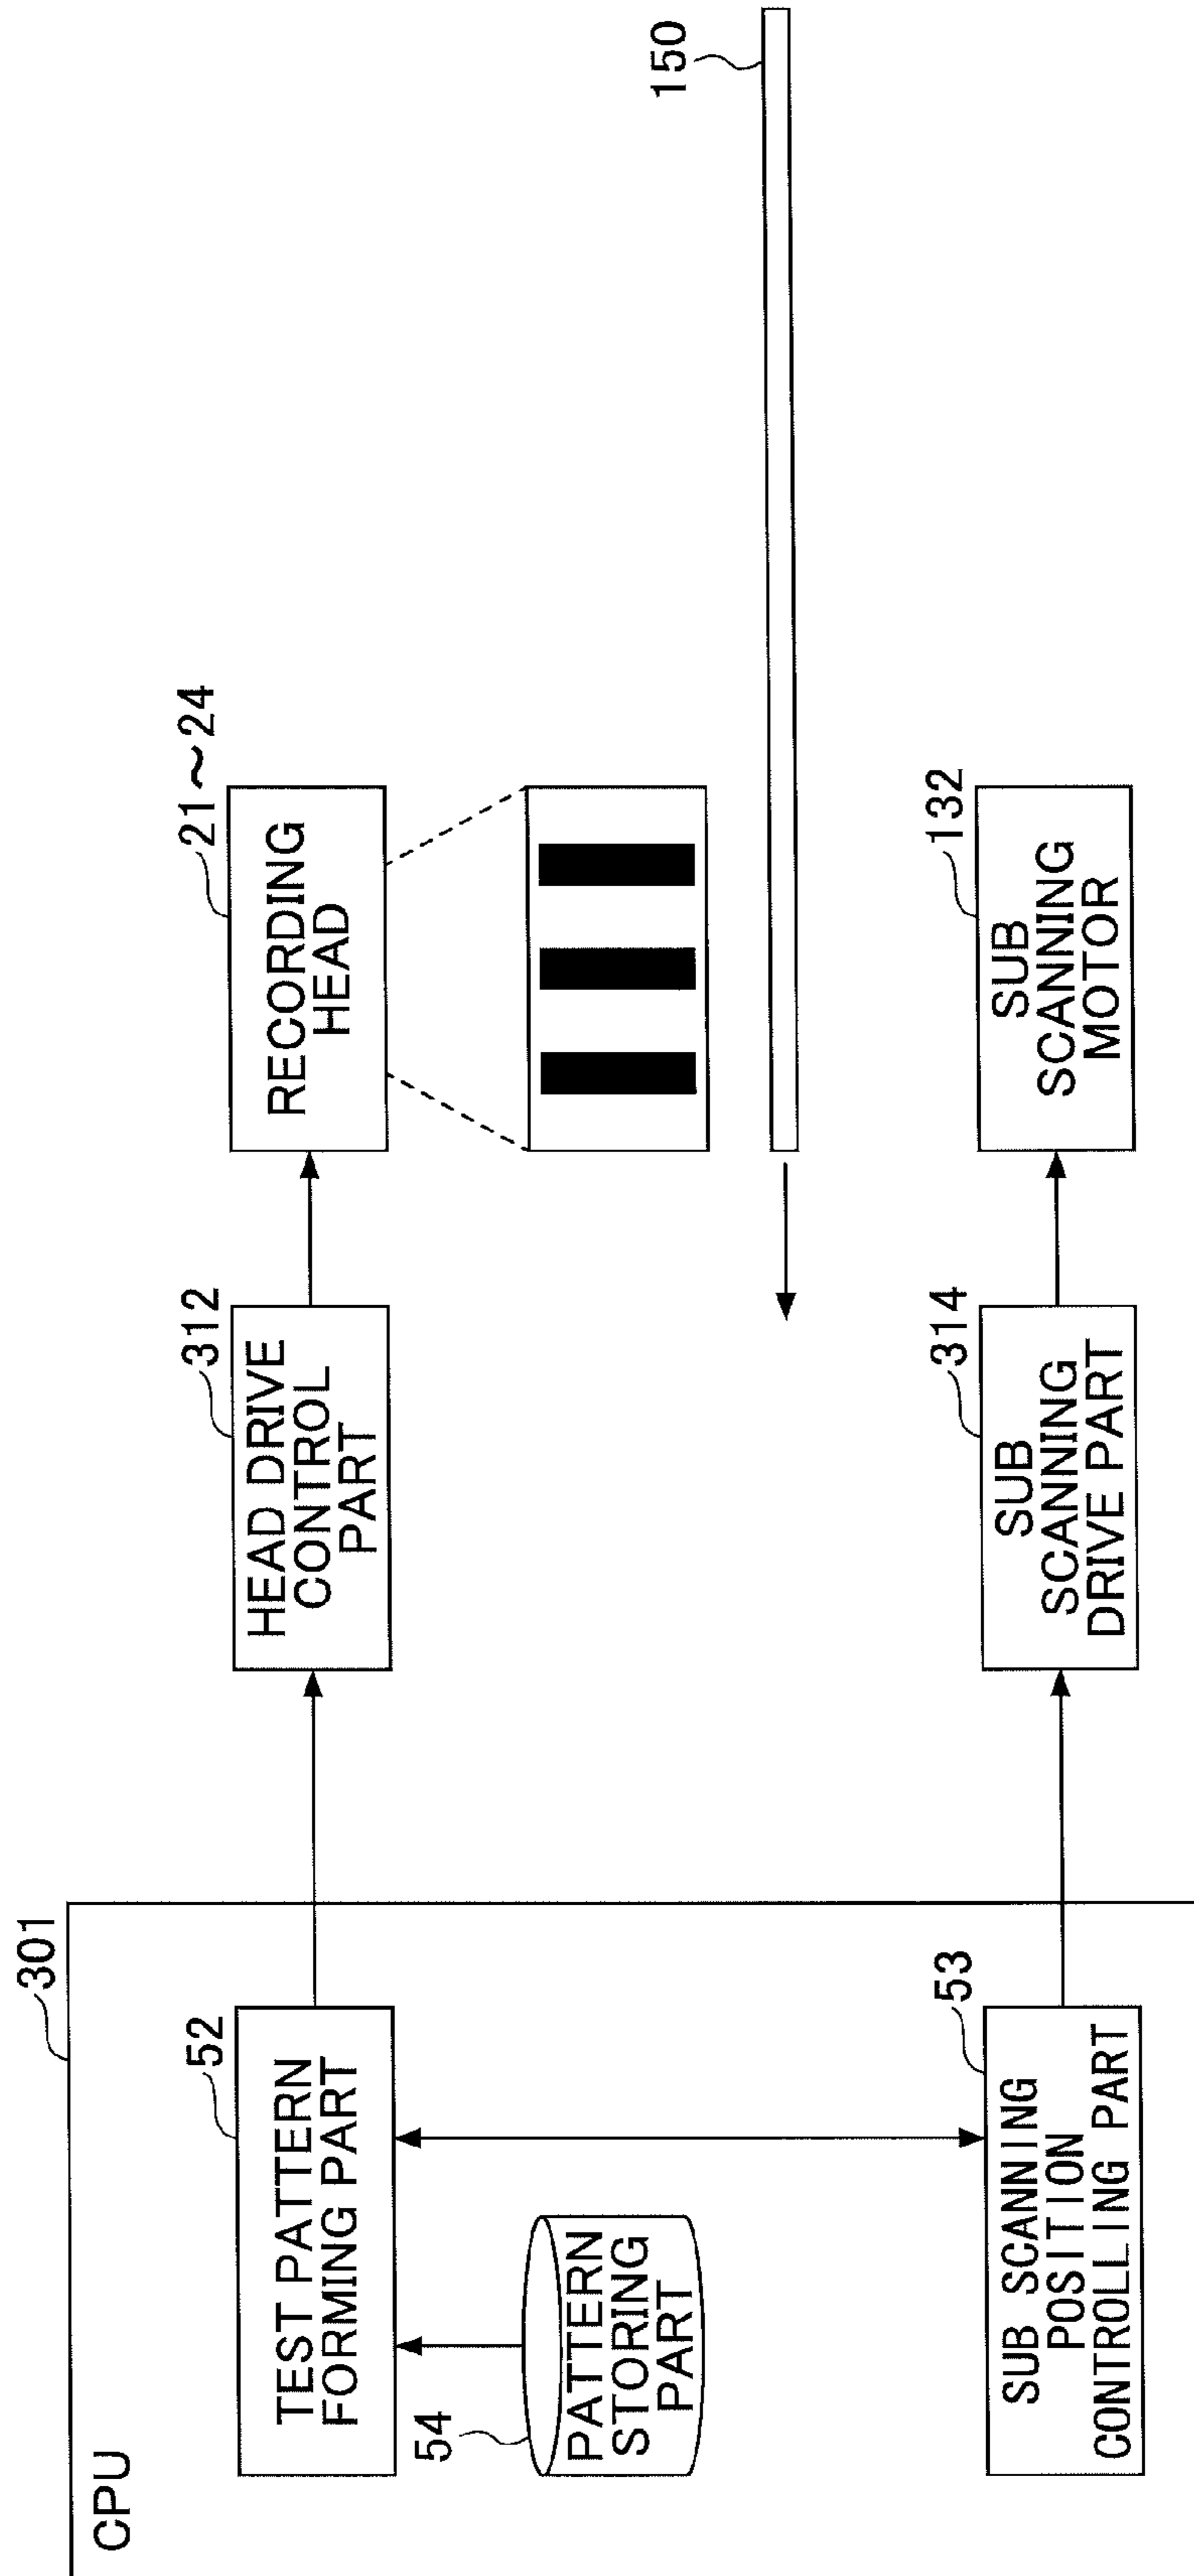 CPU
301
TEST PATTERN
FORMING PART
52
54
PATTERN
STORING
PART
SUB SCANNING
POSITION
CONTROLLING PART
53
HEAD DRIVE
CONTROL
PART
312
SUB
SCANNING
DRIVE PART
314
RECORDING
HEAD
21~24
SUB
SCANNING
MOTOR
132
150